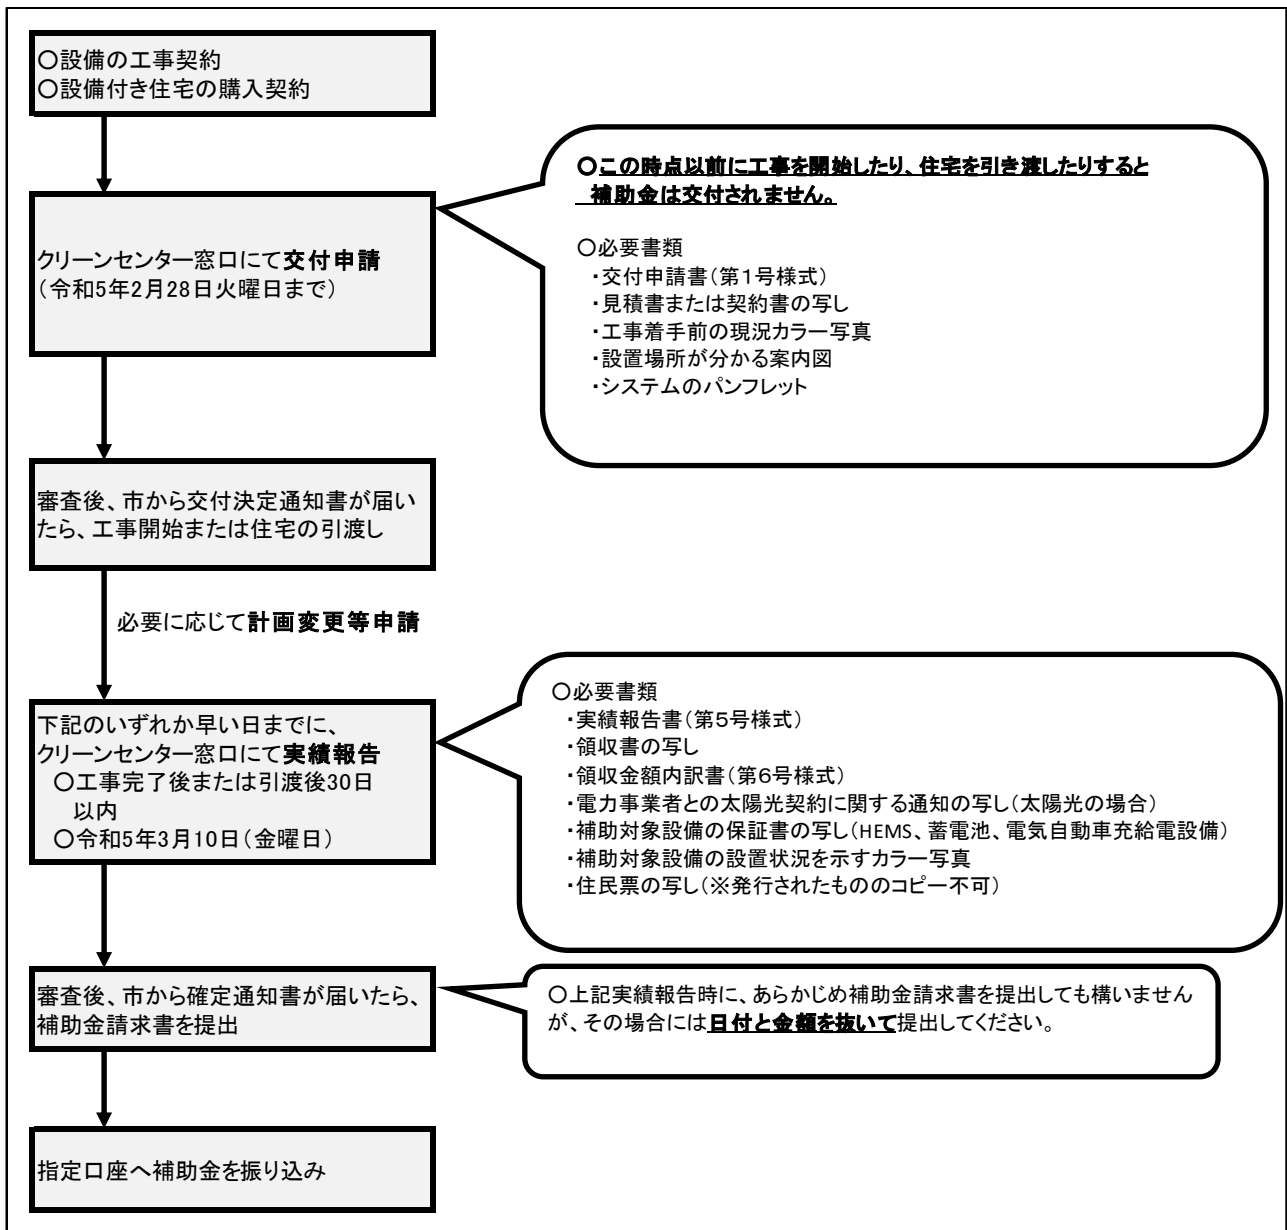 ○設備の工事契約
○設備付き住宅の購入契約
○この時点以前に工事を開始したり、住宅を引き渡したりすると
補助金は交付されません。
○必要書類
・交付申請書（第１号様式）
・見積書または契約書の写し
・工事着手前の現況カラー写真
・設置場所が分かる案内図
・システムのパンフレット
クリーンセンター窓口にて交付申請
（令和5年2月28日火曜日まで）
審査後、市から交付決定通知書が届い
たら、工事開始または住宅の引渡し
必要に応じて計画変更等申請
○必要書類
・実績報告書（第５号様式）
・領収書の写し
・領収金額内訳書（第６号様式）
・電力事業者との太陽光契約に関する通知の写し（太陽光の場合）
・補助対象設備の保証書の写し（HEMS、蓄電池、電気自動車充給電設備）
・補助対象設備の設置状況を示すカラー写真
・住民票の写し（※発行されたもののコピー不可）
下記のいずれか早い日までに、
クリーンセンター窓口にて実績報告
○工事完了後または引渡後30日
以内
○令和5年3月10日（金曜日）
審査後、市から確定通知書が届いたら、
補助金請求書を提出
○上記実績報告時に、あらかじめ補助金請求書を提出しても構いません
が、その場合には日付と金額を抜いて提出してください。
指定口座へ補助金を振り込み